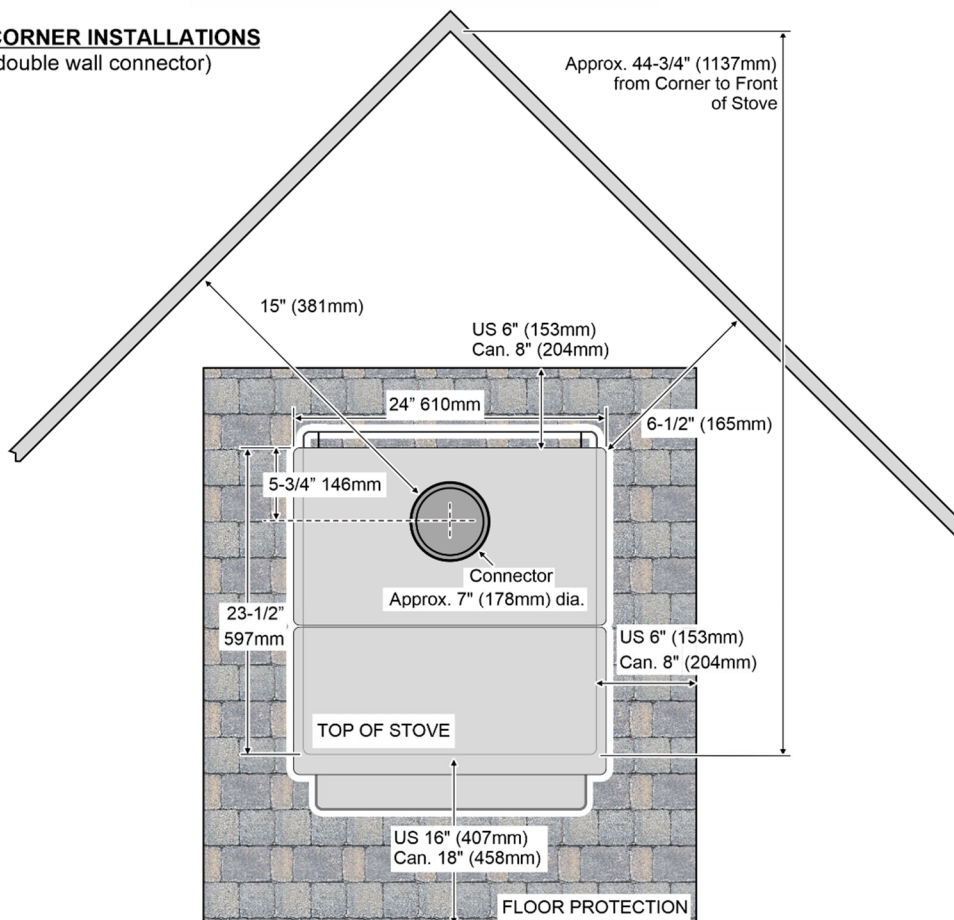 CORNER INSTALLATIONS
double wall connector)
Approx. 44-3/4" (1137mm)
from Corner to Front
of Stove
15" (381mm)
US 6" (153mm)
Can. 8" (204mm)
24” 610mm
6-1/2" (165mm)
5-3/4” 146mm
Connector
Approx. 7" (178mm) dia.
23-1/2”
597mm
US 6" (153mm)
Can. 8" (204mm)
TOP OF STOVE
US 16" (407mm)
Can. 18" (458mm)
FLOOR PROTECTION